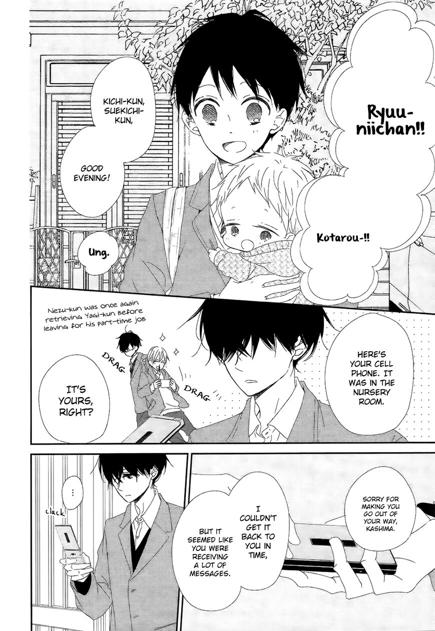 Ryuu-
niichan!!
Kotarou-!!
KICHI-KUN,
SUEKICHI-
KUN,
GOOD
EVENING!
Ung.
HERE'S
YOUR CELL
PHONE. IT
WAS IN THE
NURSERY
ROOM.
Nezu-kun was once again
retrieving Yagi-kun before
leaving for his part-time job
DRAG-
DRAG-
IT'S
YOURS,
RIGHT?
SORRY FOR
MAKING YOU
GO OUT OF
YOUR WAY,
KASHIMA.
I
COULDN'T
GET IT
BACK TO
YOU IN
TIME,
BUT IT
SEEMED LIKE
YOU WERE
RECEIVING
A LOT OF
MESSAGES.
...
clack